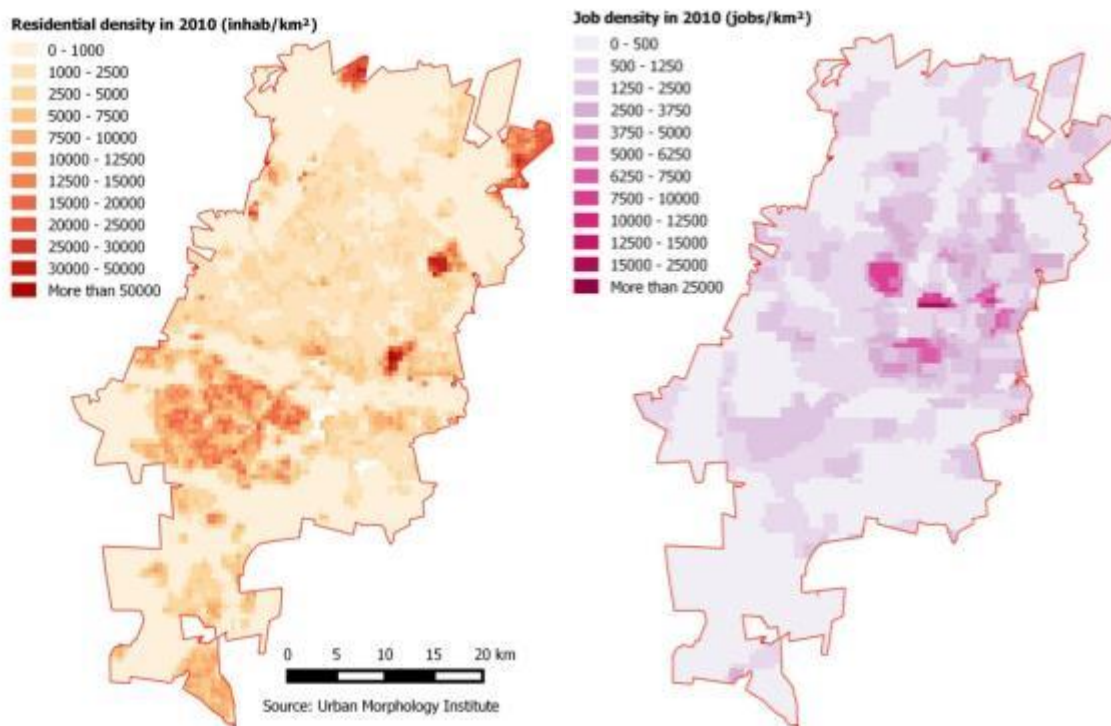 Residential density in 2010 (inhab/km²)
0 - 1000
1000 - 2500
2500 - 5000
5000 - 7500
7500 - 10000
10000 - 12500
12500 - 15000
15000 - 20000
20000 - 25000
25000 - 30000
30000 - 50000
More than 50000
Job density in 2010 (jobs/km²)
0 - 500
500 - 1250
1250 - 2500
2500 - 3750
3750 - 5000
5000 - 6250
6250 - 7500
7500 - 10000
10000 - 12500
12500 - 15000
15000 - 25000
More than 25000
0 5 10 15 20 km
Source: Urban Morphology Institute